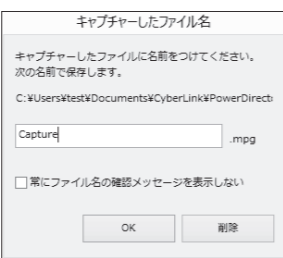 キャプチャーしたファイル名
キャプチャーしたファイルに名前をつけてください。
次の名前で保存します。
C:¥Users¥test¥Documents¥CyberLink¥PowerDirect
Capture
.mpg
常にファイル名の確認メッセージを表示しない
OK
削除